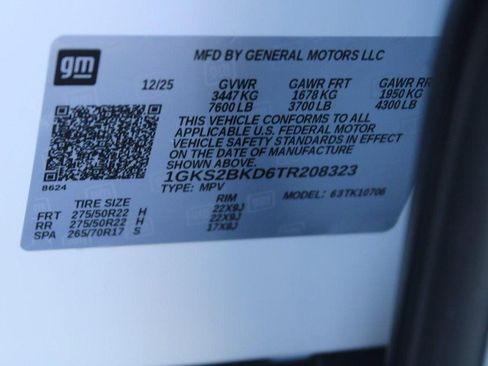 gm
MFD BY GENERAL MOTORS LLC
12/25 GVWR GAWR FRT GAWR RR
3447 KG 1678 KG 1950 KG
7600 LB 3700 LB 4300 LB
THIS VEHICLE CONFORMS TO ALL
APPLICABLE U.S. FEDERAL MOTOR
VEHICLE SAFETY STANDARDS IN EFFECT
ON THE DATE OF MANUFACTURE
SHOWN ABOVE.
1GKS2BKD6TR208323
8624
TYPE: MPV MODEL: 63TK10706
TIRE SIZE RIM
FRT 275/50R22 H 22X9J
RR 275/50R22 H 22X9J
SPA 265/70R17 S 17X8J